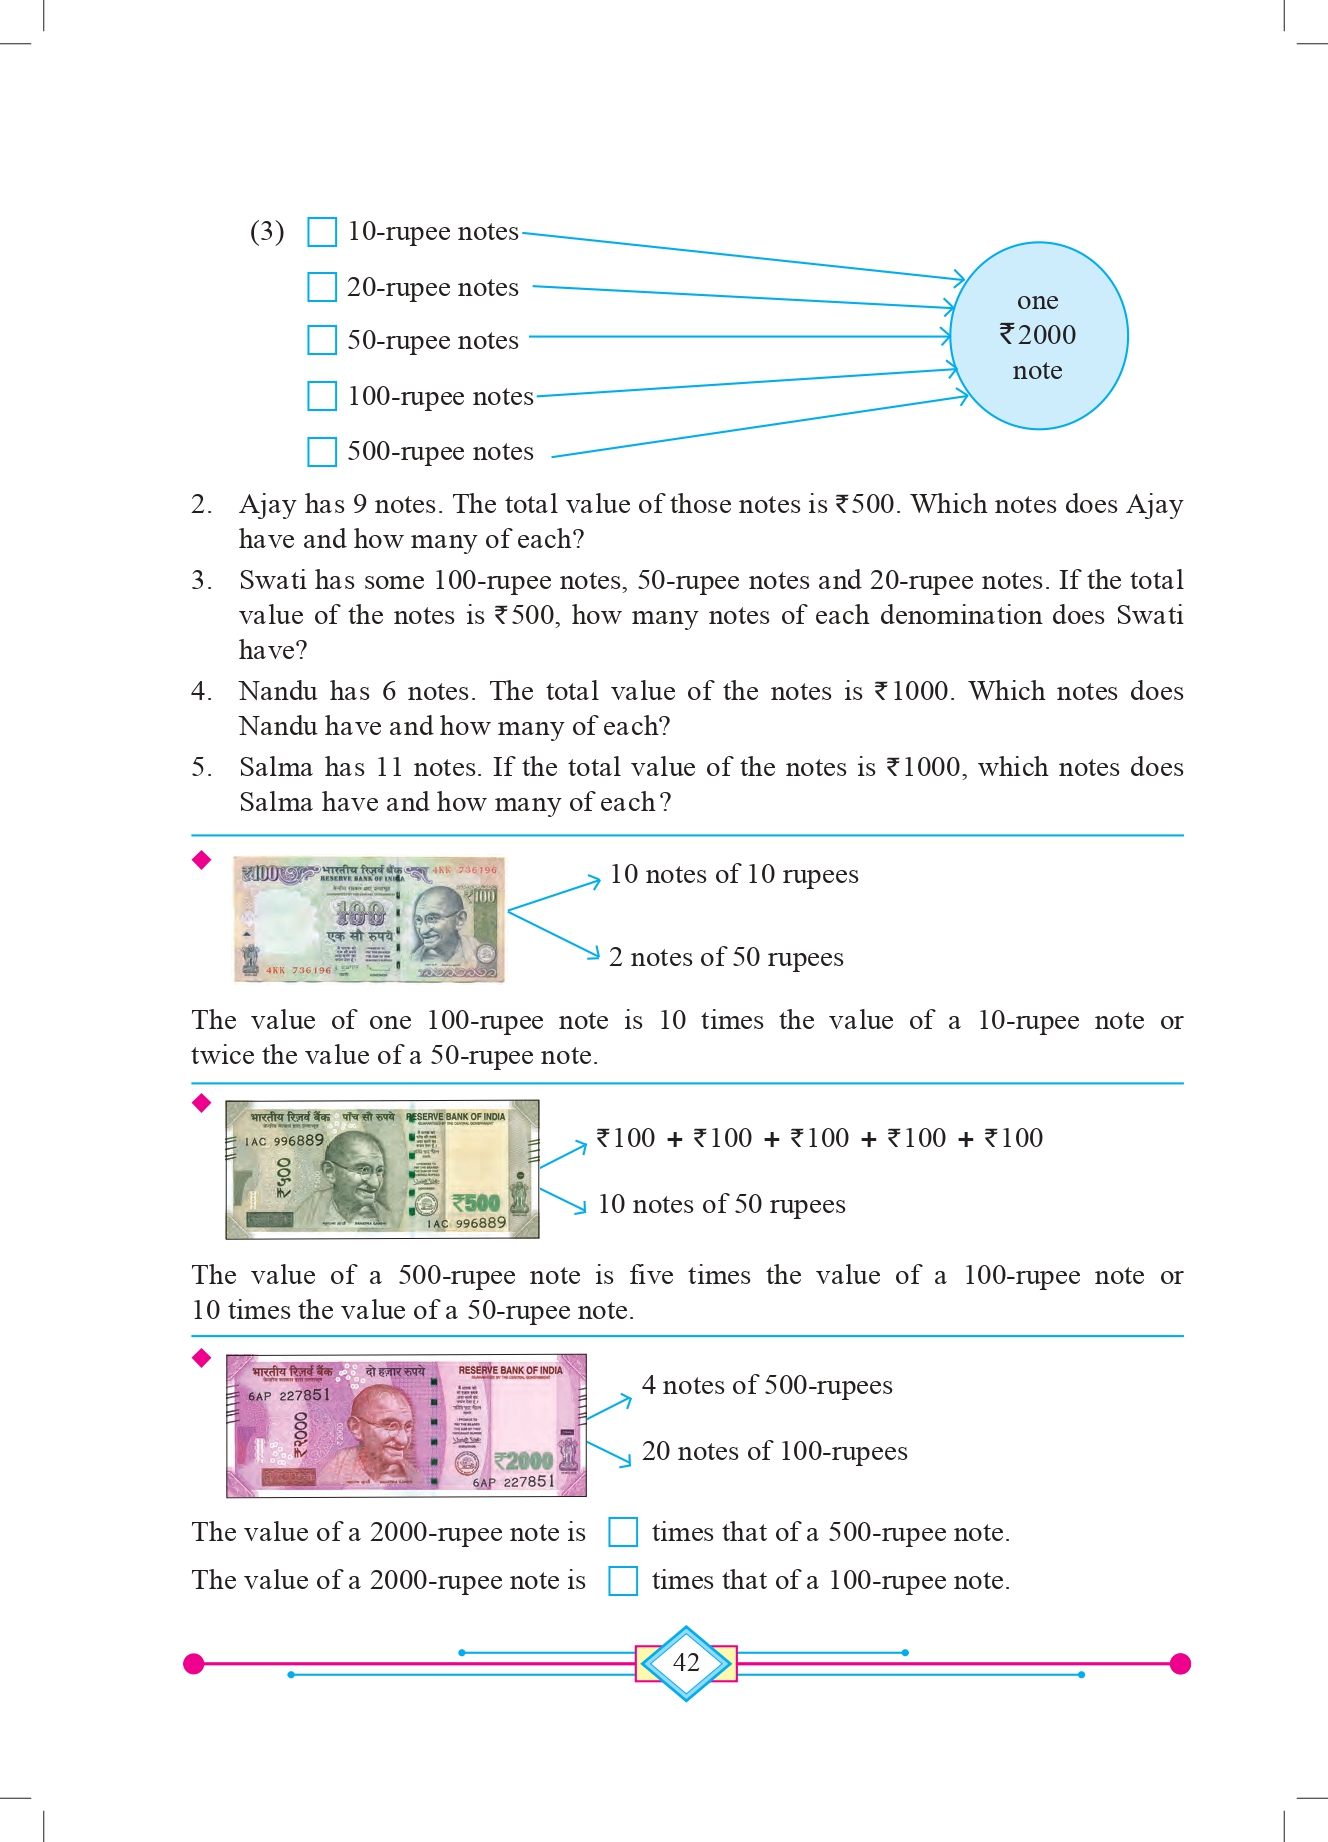 (3) 10-rupee notes
20-rupee notes
50-rupee notes
100-rupee notes
500-rupee notes
one
₹2000
note
2. Ajay has 9 notes. The total value of those notes is ₹500. Which notes does Ajay
have and how many of each?
3. Swati has some 100-rupee notes, 50-rupee notes and 20-rupee notes. If the total
value of the notes is ₹500, how many notes of each denomination does Swati
have?
4. Nandu has 6 notes. The total value of the notes is ₹1000. Which notes does
Nandu have and how many of each?
5. Salma has 11 notes. If the total value of the notes is ₹1000, which notes does
Salma have and how many of each?
₹100 भारतीय रिज़र्व बैंक 4KK 736196
RESERVE BANK OF INDIA
₹100
100
एक सौ रुपये
4KK 736196
10 notes of 10 rupees
2 notes of 50 rupees
The value of one 100-rupee note is 10 times the value of a 10-rupee note or
twice the value of a 50-rupee note.
भारतीय रिज़र्व बैंक पाँच सौ रुपये RESERVE BANK OF INDIA
1AC 996889
₹500
₹500
1AC 996889
₹100 + ₹100 + ₹100 + ₹100 + ₹100
10 notes of 50 rupees
The value of a 500-rupee note is five times the value of a 100-rupee note or
10 times the value of a 50-rupee note.
भारतीय रिज़र्व बैंक दो हज़ार रुपये RESERVE BANK OF INDIA
6AP 227851
₹2000
6AP 227851
4 notes of 500-rupees
20 notes of 100-rupees
The value of a 2000-rupee note is times that of a 500-rupee note.
The value of a 2000-rupee note is times that of a 100-rupee note.
42